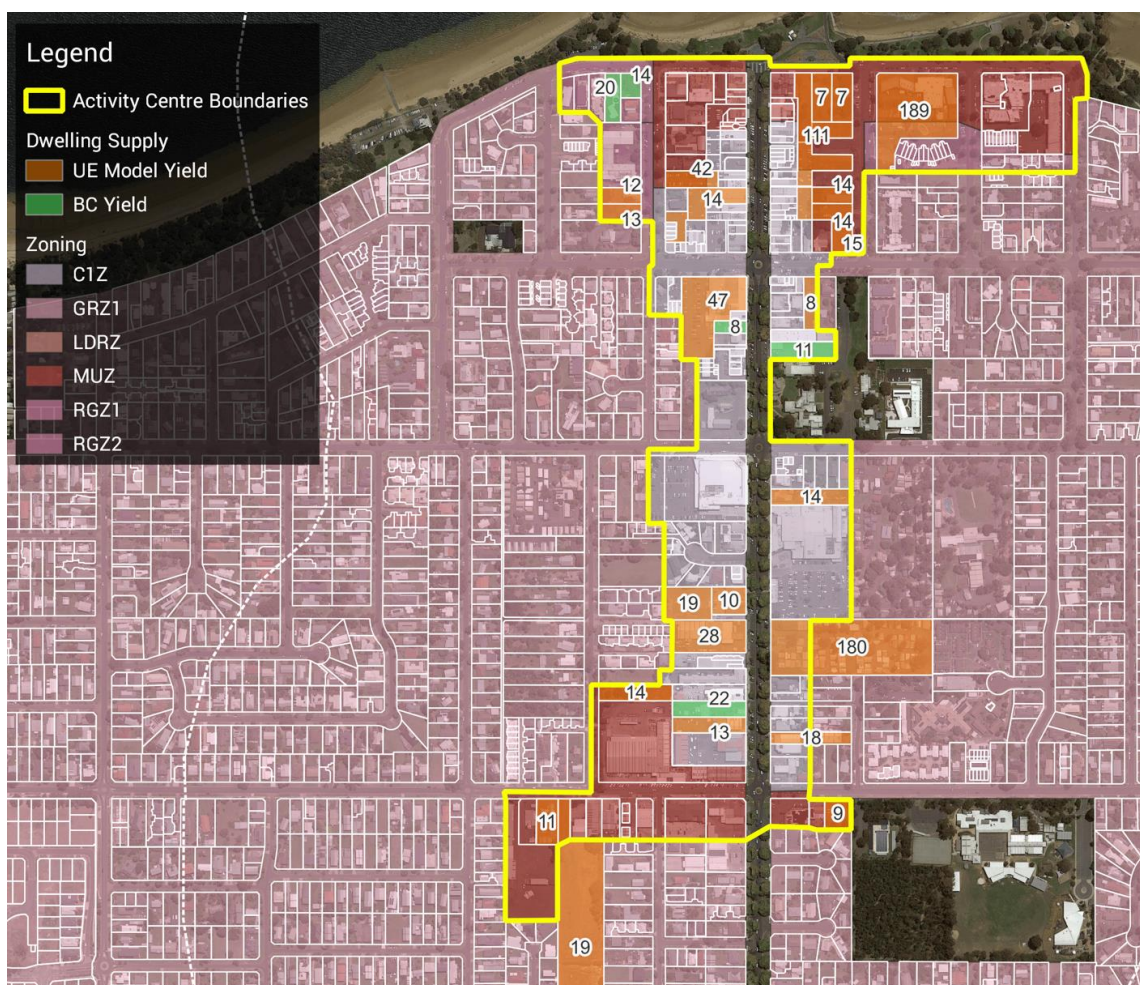 Legend
Activity Centre Boundaries
Dwelling Supply
UE Model Yield
BC Yield
Zoning
C1Z
GRZ1
LDRZ
MUZ
RGZ1
RGZ2
14
20
7 7
189
111
42
12
14
14
13
14
15
47
8
8
11
14
19
10
28
180
14
22
13
18
11
9
19